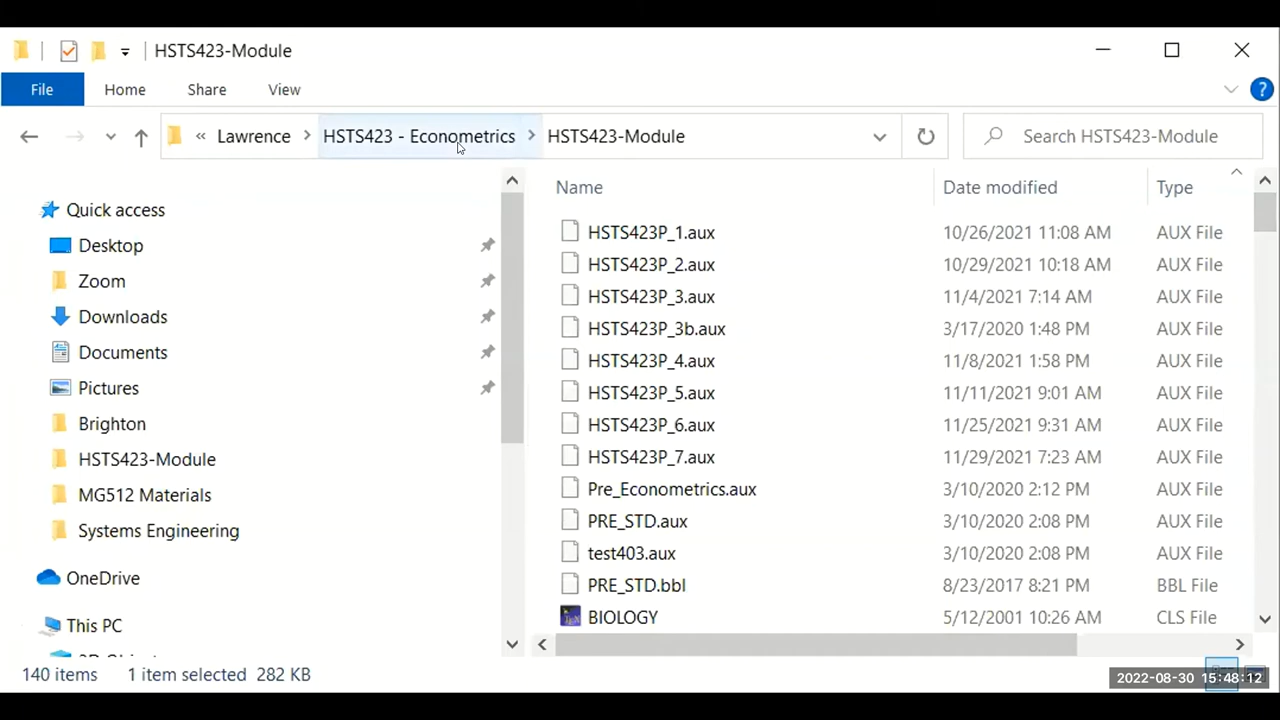 HSTS423-Module
File Home Share View
« Lawrence HSTS423 - Econometrics HSTS423-Module Search HSTS423-Module
Quick access
Desktop
Zoom
Downloads
Documents
Pictures
Brighton
HSTS423-Module
MG512 Materials
Systems Engineering
OneDrive
This PC
Name Date modified Type
HSTS423P_1.aux 10/26/2021 11:08 AM AUX File
HSTS423P_2.aux 10/29/2021 10:18 AM AUX File
HSTS423P_3.aux 11/4/2021 7:14 AM AUX File
HSTS423P_3b.aux 3/17/2020 1:48 PM AUX File
HSTS423P_4.aux 11/8/2021 1:58 PM AUX File
HSTS423P_5.aux 11/11/2021 9:01 AM AUX File
HSTS423P_6.aux 11/25/2021 9:31 AM AUX File
HSTS423P_7.aux 11/29/2021 7:23 AM AUX File
Pre_Econometrics.aux 3/10/2020 2:12 PM AUX File
PRE_STD.aux 3/10/2020 2:08 PM AUX File
test403.aux 3/10/2020 2:08 PM AUX File
PRE_STD.bbl 8/23/2017 8:21 PM BBL File
BIOLOGY 5/12/2001 10:26 AM CLS File
140 items 1 item selected 282 KB
2022-08-30 15:48:12